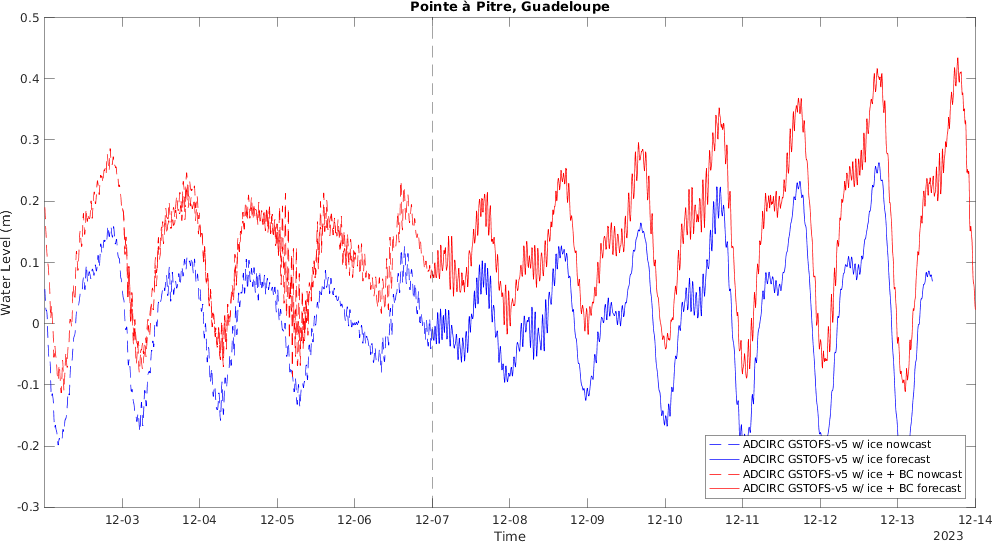 Pointe à Pitre, Guadeloupe
0.5
0.4
0.3
0.2
0.1
0
-0.1
-0.2
-0.3
Water Level (m)
ADCIRC GSTOFS-v5 w/ ice nowcast
ADCIRC GSTOFS-v5 w/ ice forecast
ADCIRC GSTOFS-v5 w/ ice + BC nowcast
ADCIRC GSTOFS-v5 w/ ice + BC forecast
12-03 12-04 12-05 12-06 12-07 12-08 12-09 12-10 12-11 12-12 12-13 12-14
Time
2023